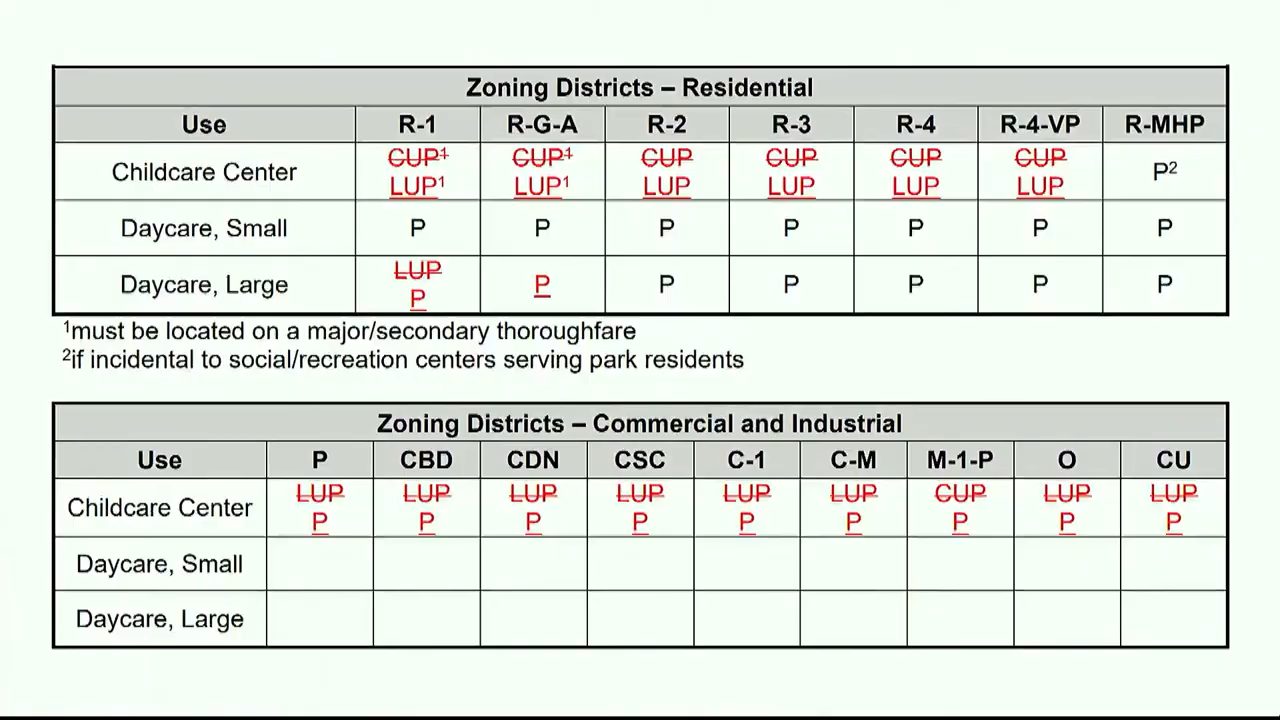 Zoning Districts – Residential
Use R-1 R-G-A R-2 R-3 R-4 R-4-VP R-MHP
Childcare Center CUP¹ LUP¹ CUP¹ LUP¹ CUP LUP CUP LUP CUP LUP CUP LUP P²
Daycare, Small P P P P P P P
Daycare, Large LUP P P P P P P P
¹must be located on a major/secondary thoroughfare
²if incidental to social/recreation centers serving park residents
Zoning Districts – Commercial and Industrial
Use P CBD CDN CSC C-1 C-M M-1-P O CU
Childcare Center LUP P LUP P LUP P LUP P LUP P LUP P CUP P LUP P LUP P
Daycare, Small
Daycare, Large